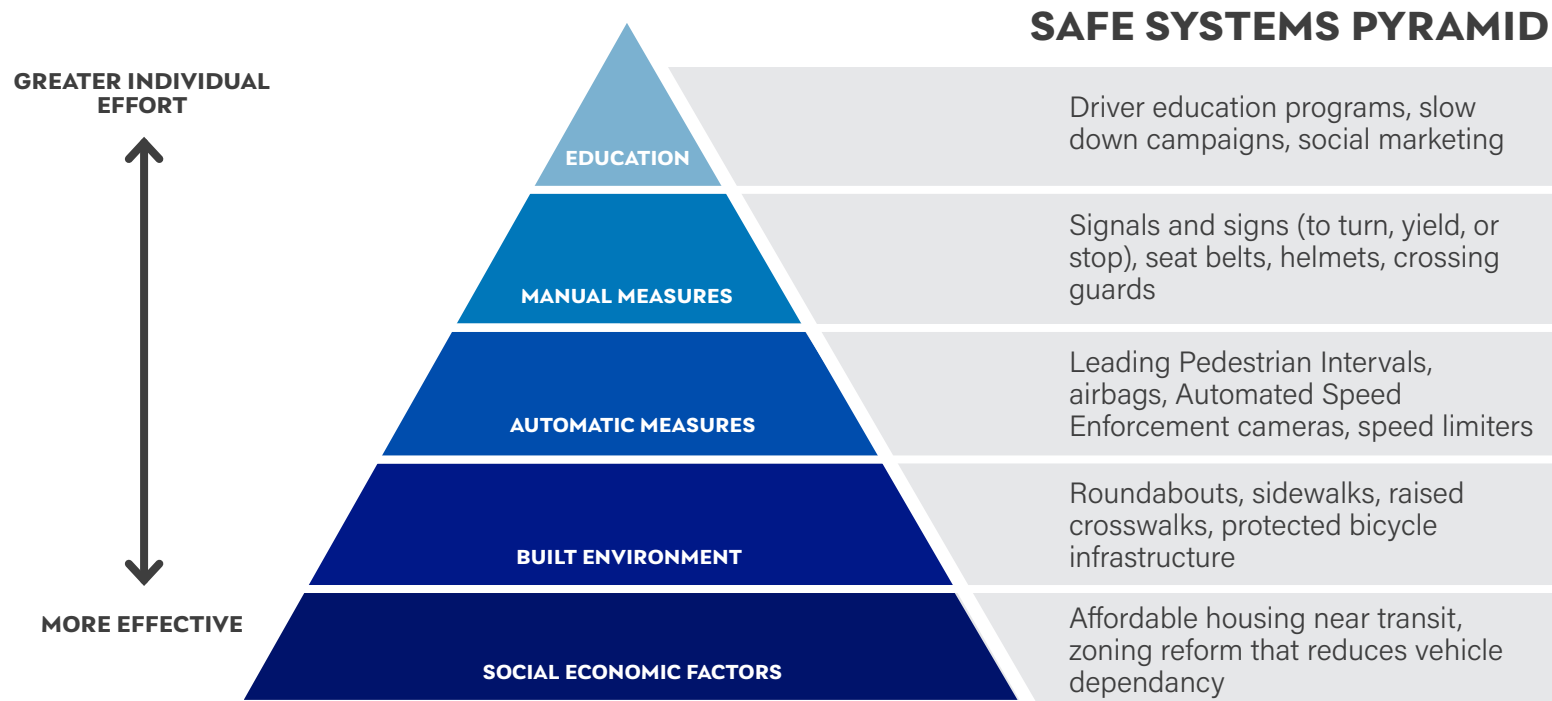 SAFE SYSTEMS PYRAMID
GREATER INDIVIDUAL
EFFORT
MORE EFFECTIVE
EDUCATION
Driver education programs, slow
down campaigns, social marketing
MANUAL MEASURES
Signals and signs (to turn, yield, or
stop), seat belts, helmets, crossing
guards
AUTOMATIC MEASURES
Leading Pedestrian Intervals,
airbags, Automated Speed
Enforcement cameras, speed limiters
BUILT ENVIRONMENT
Roundabouts, sidewalks, raised
crosswalks, protected bicycle
infrastructure
SOCIAL ECONOMIC FACTORS
Affordable housing near transit,
zoning reform that reduces vehicle
dependancy